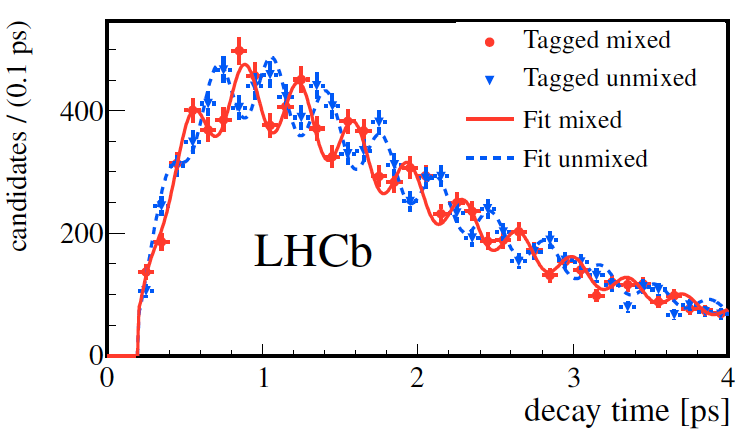 candidates / (0.1 ps)
400
200
0
Tagged mixed
Tagged unmixed
Fit mixed
Fit unmixed
LHCb
0 1 2 3 4
decay time [ps]